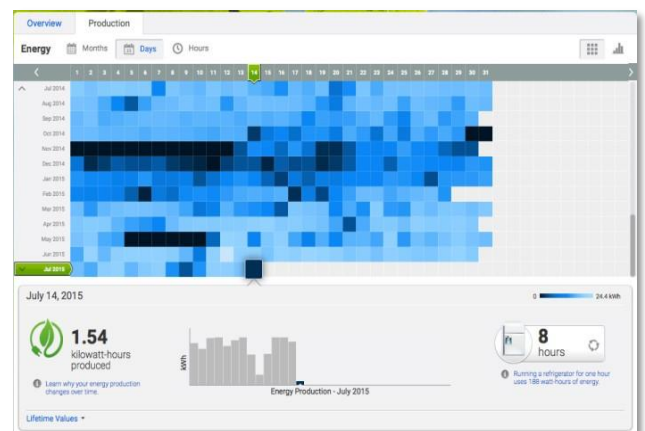 Overview Production
Energy Months Days Hours
1 2 3 4 5 6 7 8 9 10 11 12 13 14 15 16 17 18 19 20 21 22 23 24 25 26 27 28 29 30 31
Jul 2014
Aug 2014
Sep 2014
Oct 2014
Nov 2014
Dec 2014
Jan 2015
Feb 2015
Mar 2015
Apr 2015
May 2015
Jun 2015
Jul 2015
July 14, 2015
0 24.4 kWh
1.54
kilowatt-hours
produced
Learn why your energy production
changes over time.
kWh
Energy Production - July 2015
8
hours
Running a refrigerator for one hour
uses 188 watt-hours of energy.
Lifetime Values